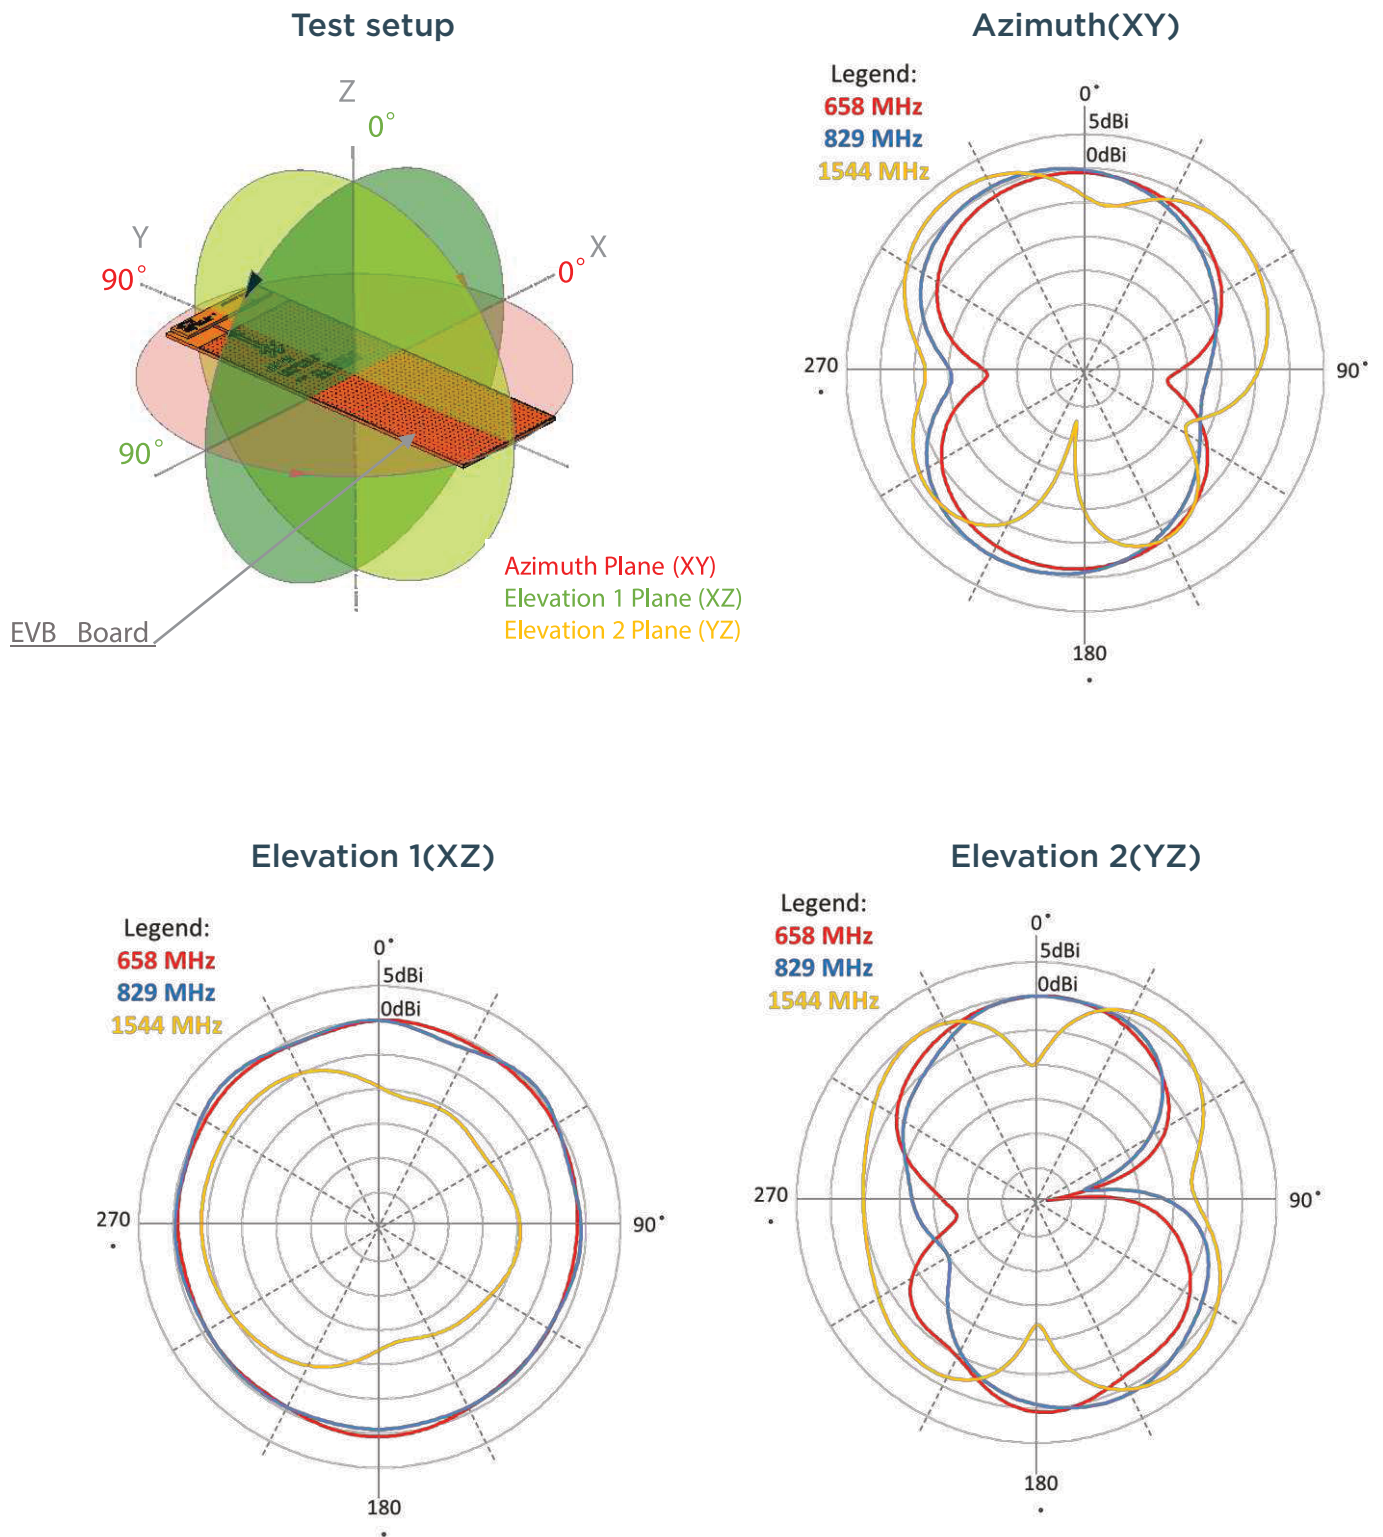 Test setup
Z
0°
Y
90°
X
0°
90°
Azimuth Plane (XY)
Elevation 1 Plane (XZ)
Elevation 2 Plane (YZ)
EVB Board
Azimuth(XY)
Legend:
658 MHz
829 MHz
1544 MHz
0°
5dBi
0dBi
270°
90°
180°
Elevation 1(XZ)
Legend:
658 MHz
829 MHz
1544 MHz
0°
5dBi
0dBi
270°
90°
180°
Elevation 2(YZ)
Legend:
658 MHz
829 MHz
1544 MHz
0°
5dBi
0dBi
270°
90°
180°